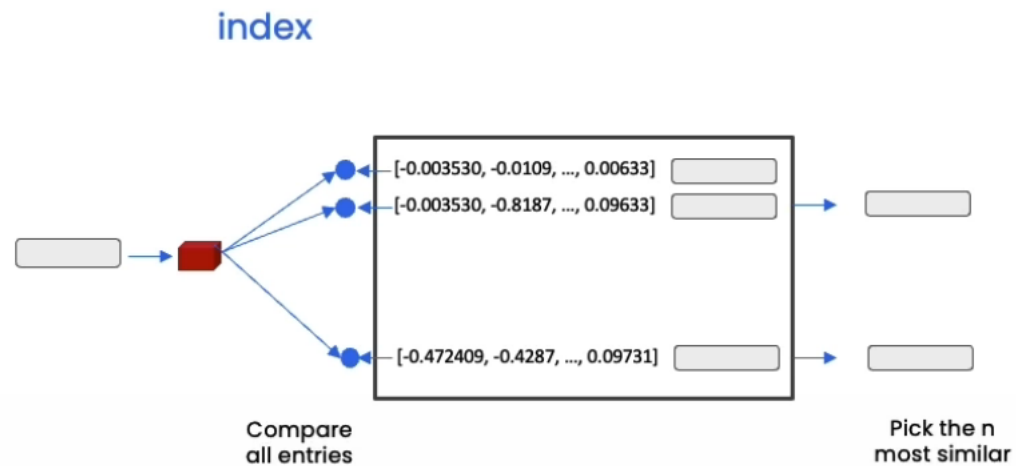 index
[-0.003530, -0.0109, ..., 0.00633]
[-0.003530, -0.8187, ..., 0.09633]
[-0.472409, -0.4287, ..., 0.09731]
Compare
all entries
Pick the n
most similar